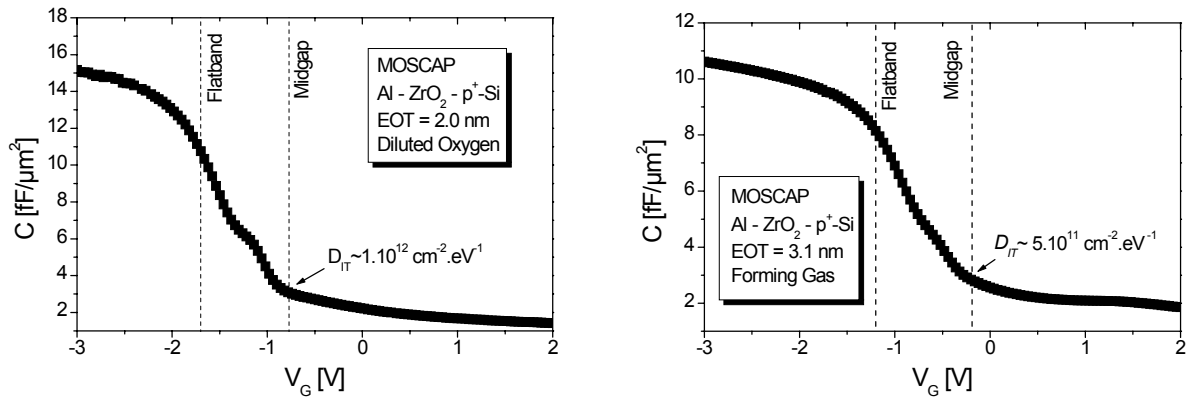 18
16
14
12
10
8
6
4
2
C [fF/µm²]
-3 -2 -1 0 1 2
V_G [V]
Flatband
Midgap
MOSCAP
Al - ZrO₂ - p⁺-Si
EOT = 2.0 nm
Diluted Oxygen
D_IT~1.10¹² cm⁻².eV⁻¹
12
10
8
6
4
2
C [fF/µm²]
-3 -2 -1 0 1 2
V_G [V]
Flatband
Midgap
MOSCAP
Al - ZrO₂ - p⁺-Si
EOT = 3.1 nm
Forming Gas
D_IT~ 5.10¹¹ cm⁻².eV⁻¹